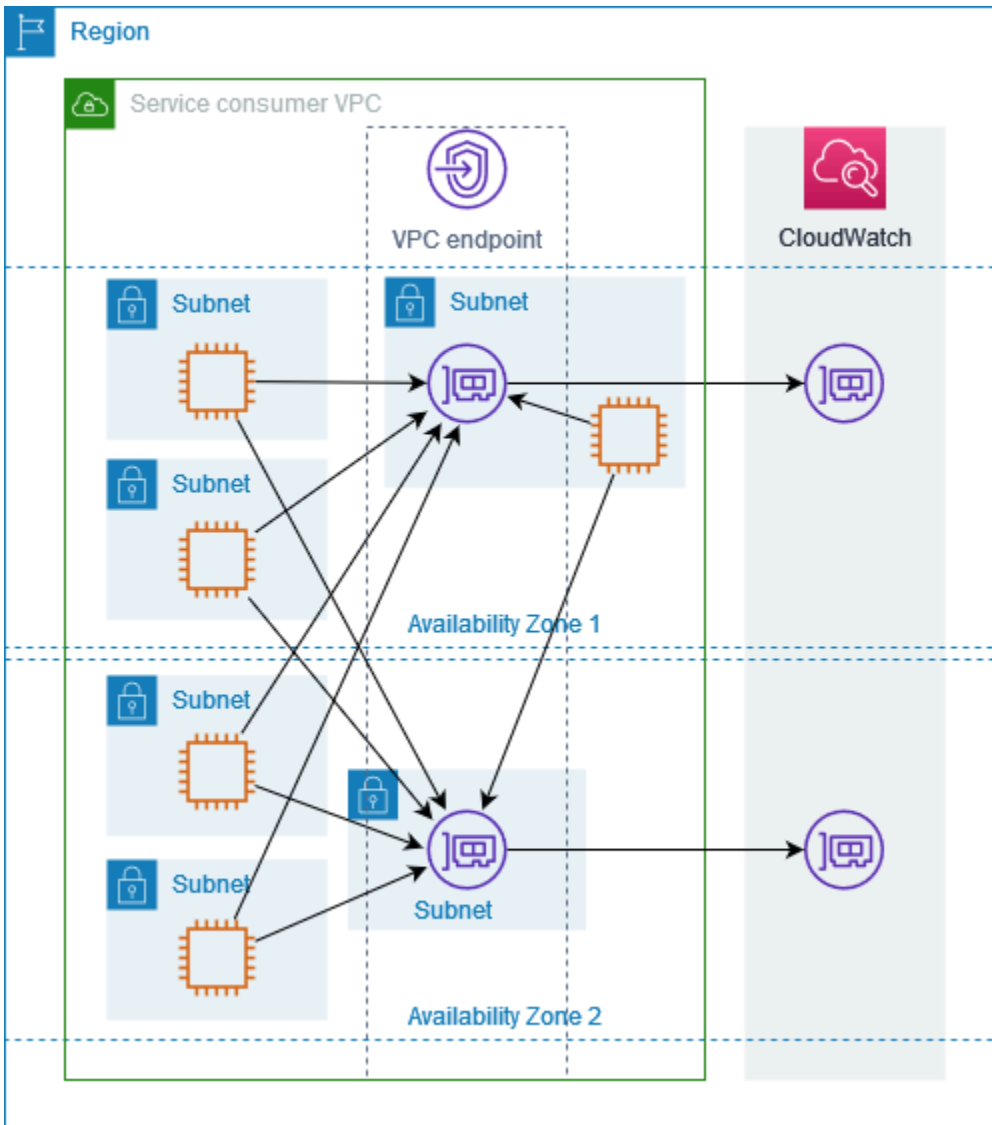 Region
Service consumer VPC
VPC endpoint
CloudWatch
Subnet
Subnet
Subnet
Availability Zone 1
Subnet
Subnet
Subnet
Availability Zone 2